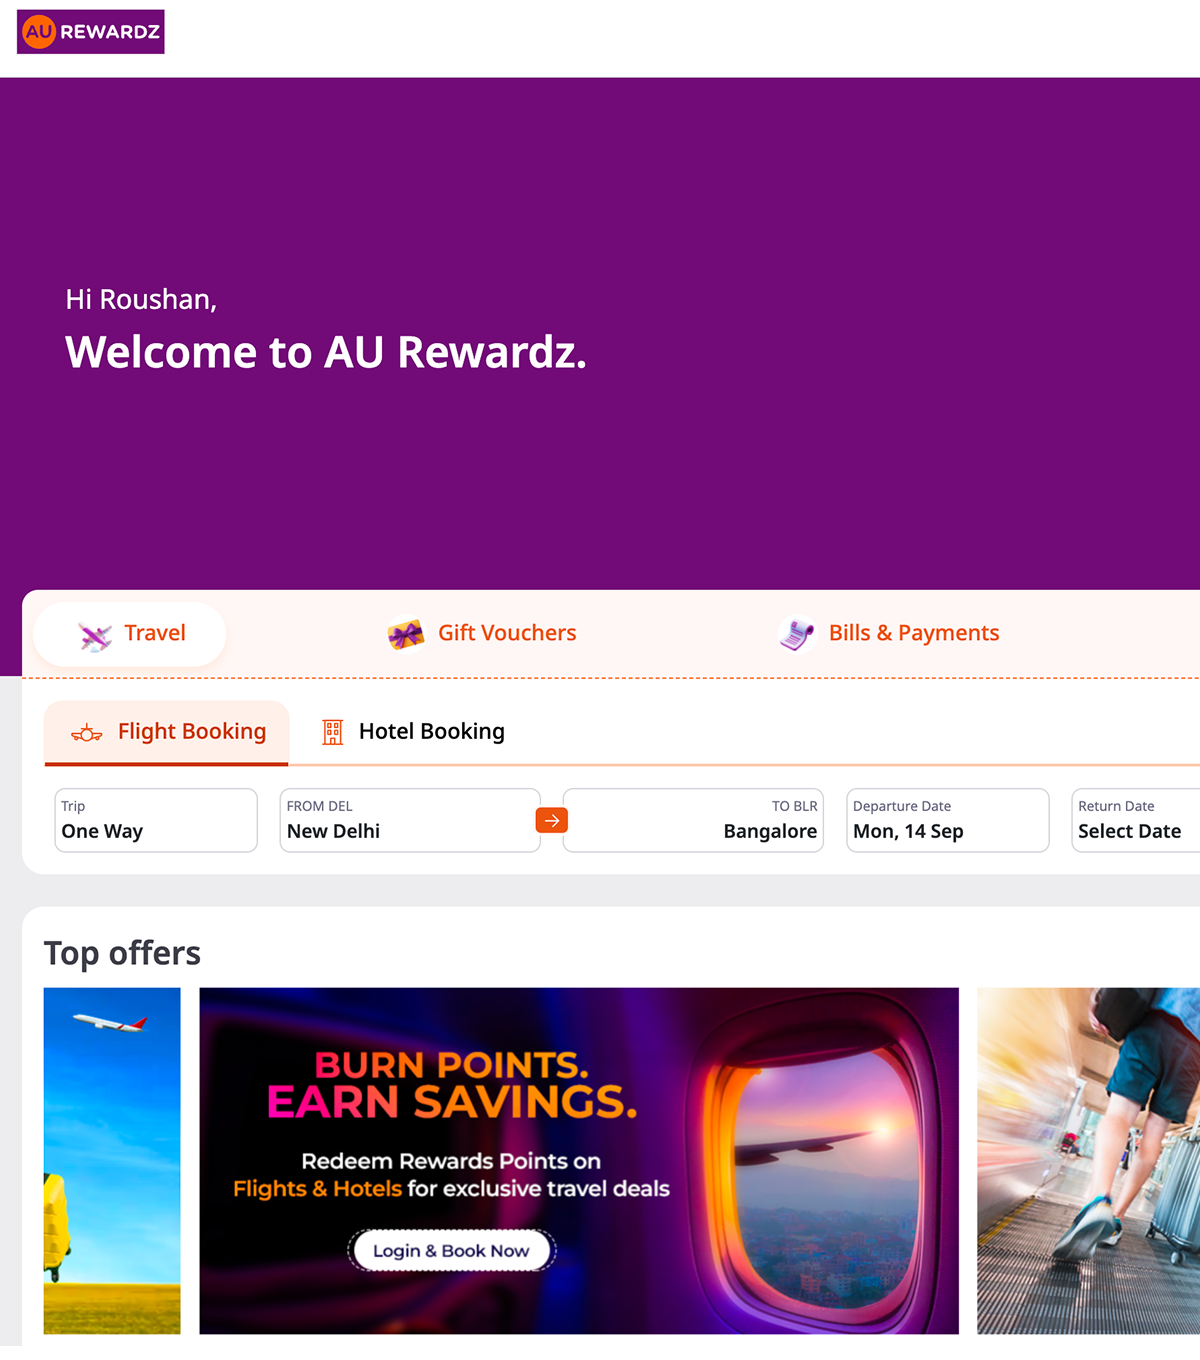 AU REWARDZ
Hi Roushan,
Welcome to AU Rewardz.
Travel
Gift Vouchers
Bills & Payments
Flight Booking
Hotel Booking
Trip
One Way
FROM DEL
New Delhi
TO BLR
Bangalore
Departure Date
Mon, 14 Sep
Return Date
Select Date
Top offers
BURN POINTS.
EARN SAVINGS.
Redeem Rewards Points on
Flights & Hotels for exclusive travel deals
Login & Book Now